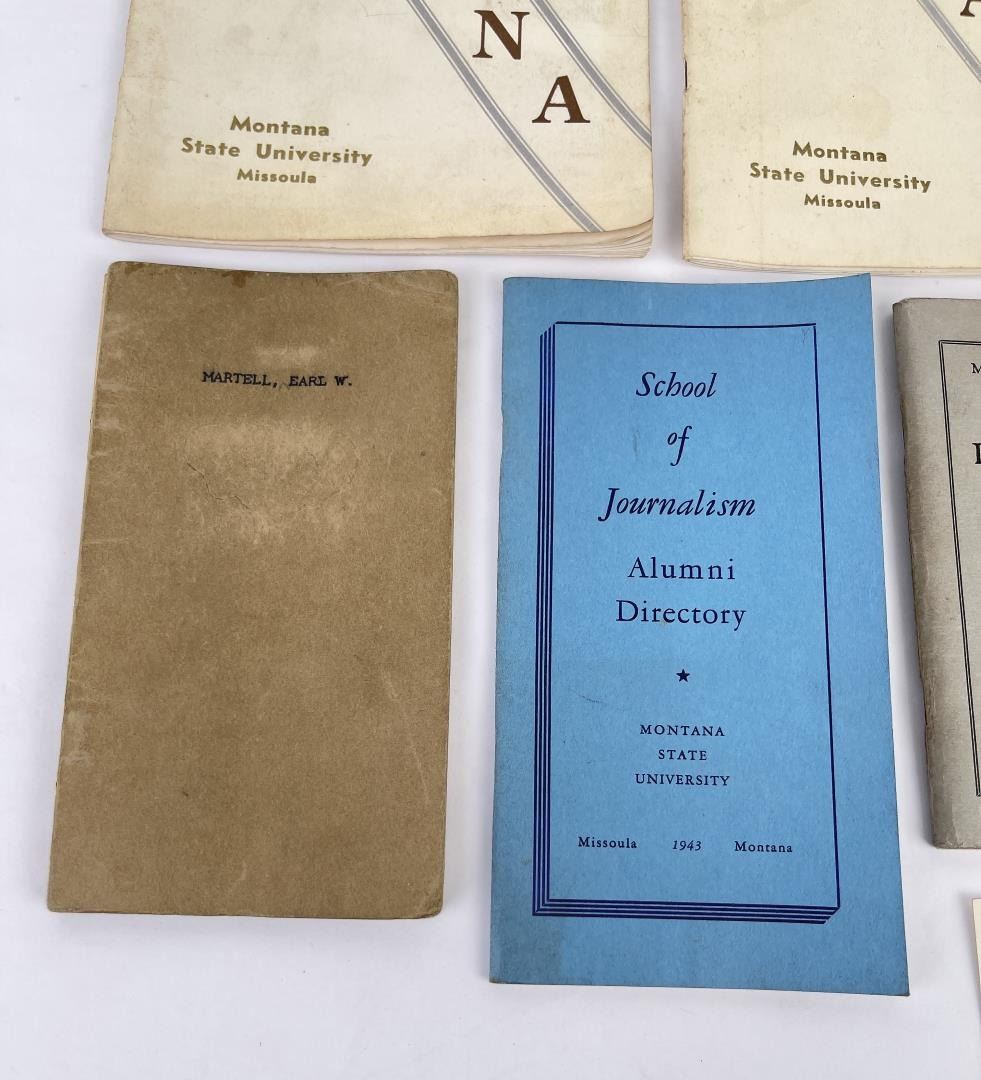 N
A
Montana
State University
Missoula
Montana
State University
Missoula
MARTELL, EARL W.
School
of
Journalism
Alumni
Directory
MONTANA
STATE
UNIVERSITY
Missoula 1943 Montana